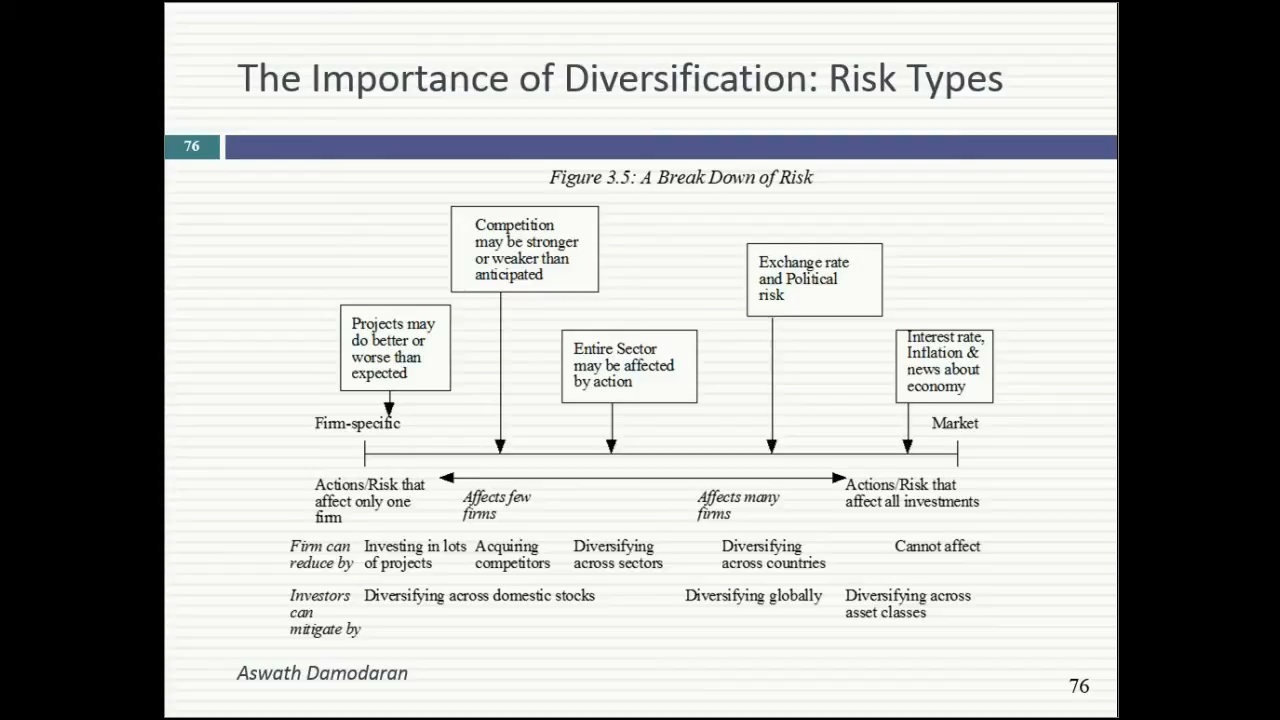 The Importance of Diversification: Risk Types
76
Figure 3.5: A Break Down of Risk
Competition
may be stronger
or weaker than
anticipated
Exchange rate
and Political
risk
Projects may
do better or
worse than
expected
Entire Sector
may be affected
by action
Interest rate,
Inflation &
news about
economy
Firm-specific
Market
Actions/Risk that
affect only one
firm
Affects few
firms
Affects many
firms
Actions/Risk that
affect all investments
Firm can
reduce by
Investing in lots
of projects
Acquiring
competitors
Diversifying
across sectors
Diversifying
across countries
Cannot affect
Investors
can
mitigate by
Diversifying across domestic stocks
Diversifying globally
Diversifying across
asset classes
Aswath Damodaran
76